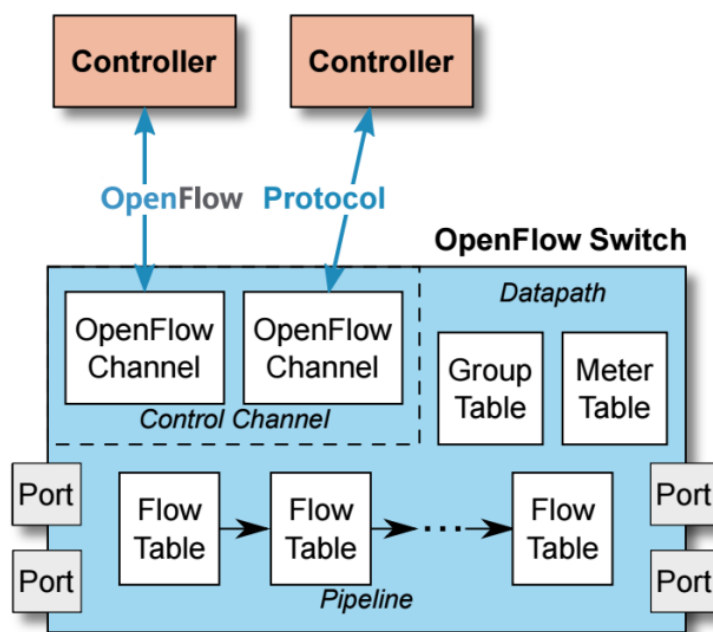 Controller
Controller
OpenFlow Protocol
OpenFlow Switch
Datapath
OpenFlow
Channel
OpenFlow
Channel
Control Channel
Group
Table
Meter
Table
Port
Port
Flow
Table
Flow
Table
Flow
Table
Port
Port
Pipeline